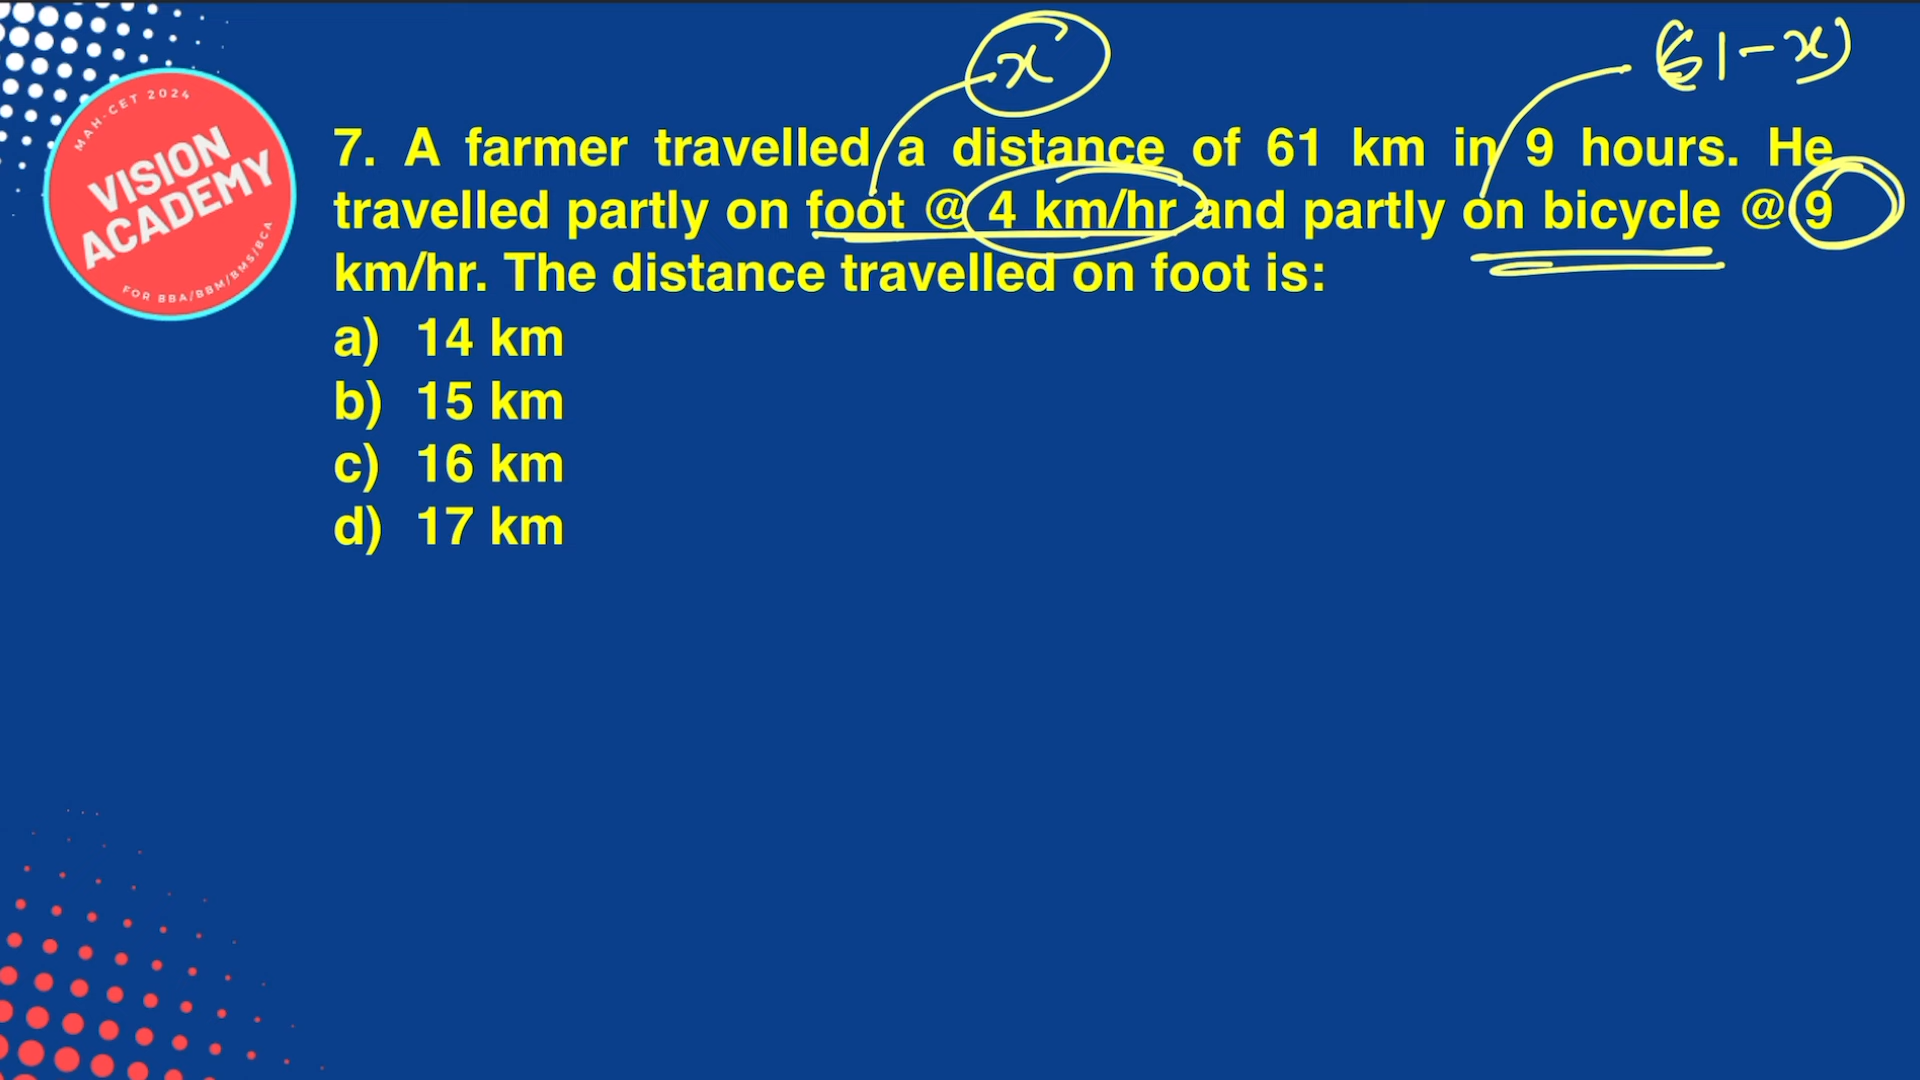 x
(61-x)
MAH-CET 2024
VISION
ACADEMY
FOR BBA/BBM/BMS/BCA
7. A farmer travelled a distance of 61 km in 9 hours. He
travelled partly on foot @ 4 km/hr and partly on bicycle @ 9
km/hr. The distance travelled on foot is:
a) 14 km
b) 15 km
c) 16 km
d) 17 km